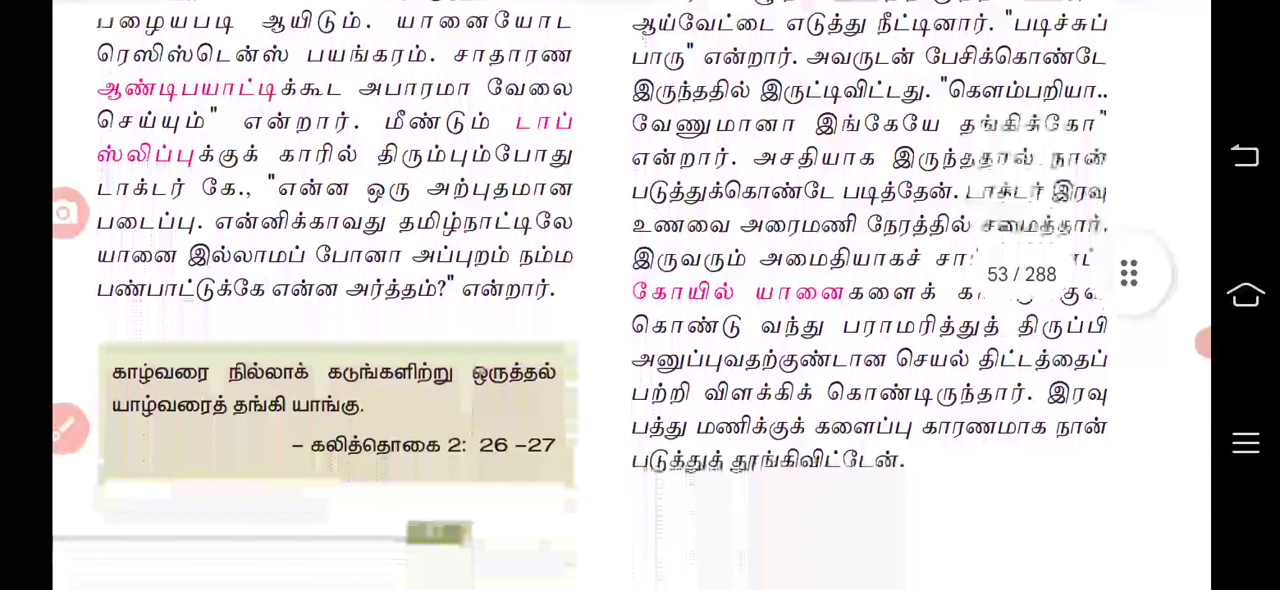 பழையபடி ஆயிடும். யானையோட
ரெஸிஸ்டென்ஸ் பயங்கரம். சாதாரண
ஆண்டிபயாட்டிக்கூட அபாரமா வேலை
செய்யும்" என்றார். மீண்டும் டாப்
ஸ்லிப்புக்குக் காரில் திரும்பும்போது
டாக்டர் கே., "என்ன ஒரு அற்புதமான
படைப்பு. என்னிக்காவது தமிழ்நாட்டிலே
யானை இல்லாமப் போனா அப்புறம் நம்ம
பண்பாட்டுக்கே என்ன அர்த்தம்?" என்றார்.
காழ்வரை நில்லாக் கடுங்களிற்று ஒருத்தல்
யாழ்வரைத் தங்கி யாங்கு.
– கலித்தொகை 2: 26 –27
ஆய்வேட்டை எடுத்து நீட்டினார். "படிச்சுப்
பாரு" என்றார். அவருடன் பேசிக்கொண்டே
இருந்ததில் இருட்டிவிட்டது. "கௌம்பறியா..
வேணுமானா இங்கேயே தங்கிக்கோ"
என்றார். அசதியாக இருந்ததால் நான்
படுத்துக்கொண்டே படித்தேன். டாக்டர் இரவு
உணவை அரைமணி நேரத்தில் சமைத்தார்.
இருவரும் அமைதியாகச்
53 / 288
கோயில் யானைகளைக்
கொண்டு வந்து பராமரித்துத் திருப்பி
அனுப்புவதற்குண்டான செயல் திட்டத்தைப்
பற்றி விளக்கிக் கொண்டிருந்தார். இரவு
பத்து மணிக்குக் களைப்பு காரணமாக நான்
படுத்துத் தூங்கிவிட்டேன்.